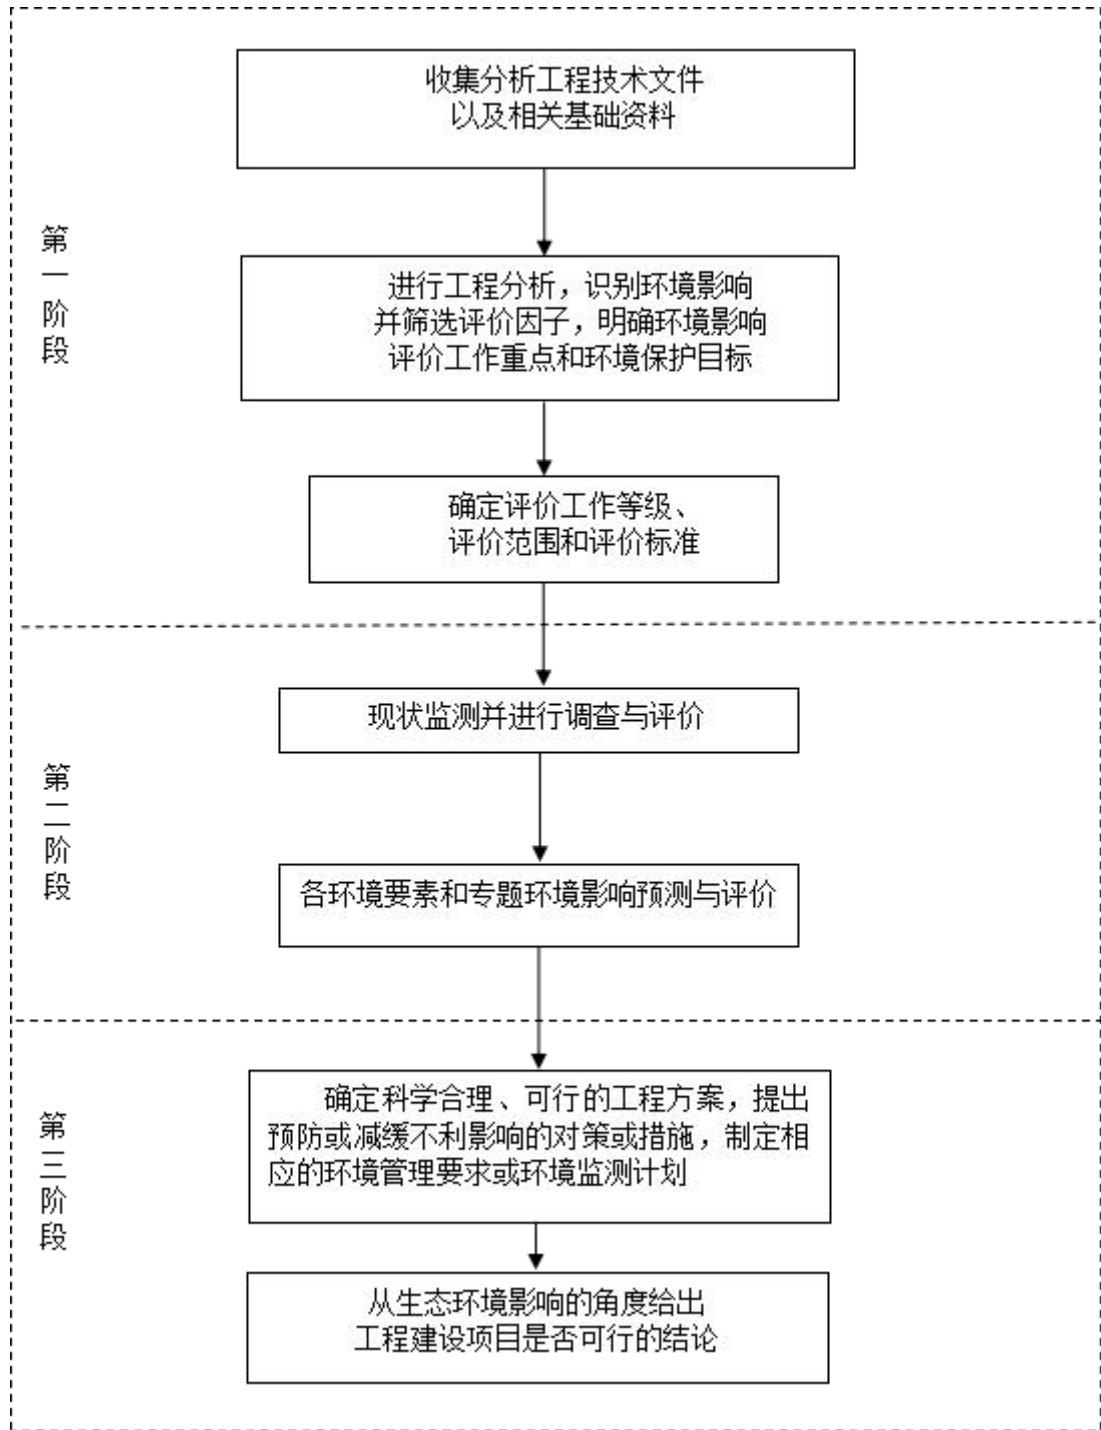 收集分析工程技术文件
以及相关基础资料
第一阶段
进行工程分析，识别环境影响
并筛选评价因子，明确环境影响
评价工作重点和环境保护目标
确定评价工作等级、
评价范围和评价标准
现状监测并进行调查与评价
第二阶段
各环境要素和专题环境影响预测与评价
确定科学合理、可行的工程方案，提出
预防或减缓不利影响的对策或措施，制定相
应的环境管理要求或环境监测计划
第三阶段
从生态环境影响的角度给出
工程建设项目是否可行的结论